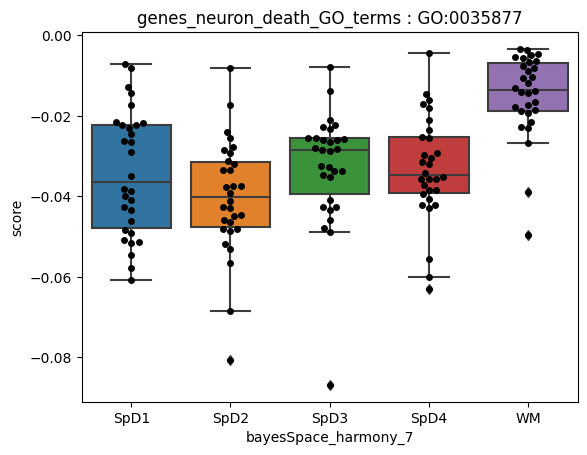 genes_neuron_death_GO_terms : GO:0035877
0.00
−0.02
−0.04
−0.06
−0.08
score
SpD1 SpD2 SpD3 SpD4 WM
bayesSpace_harmony_7